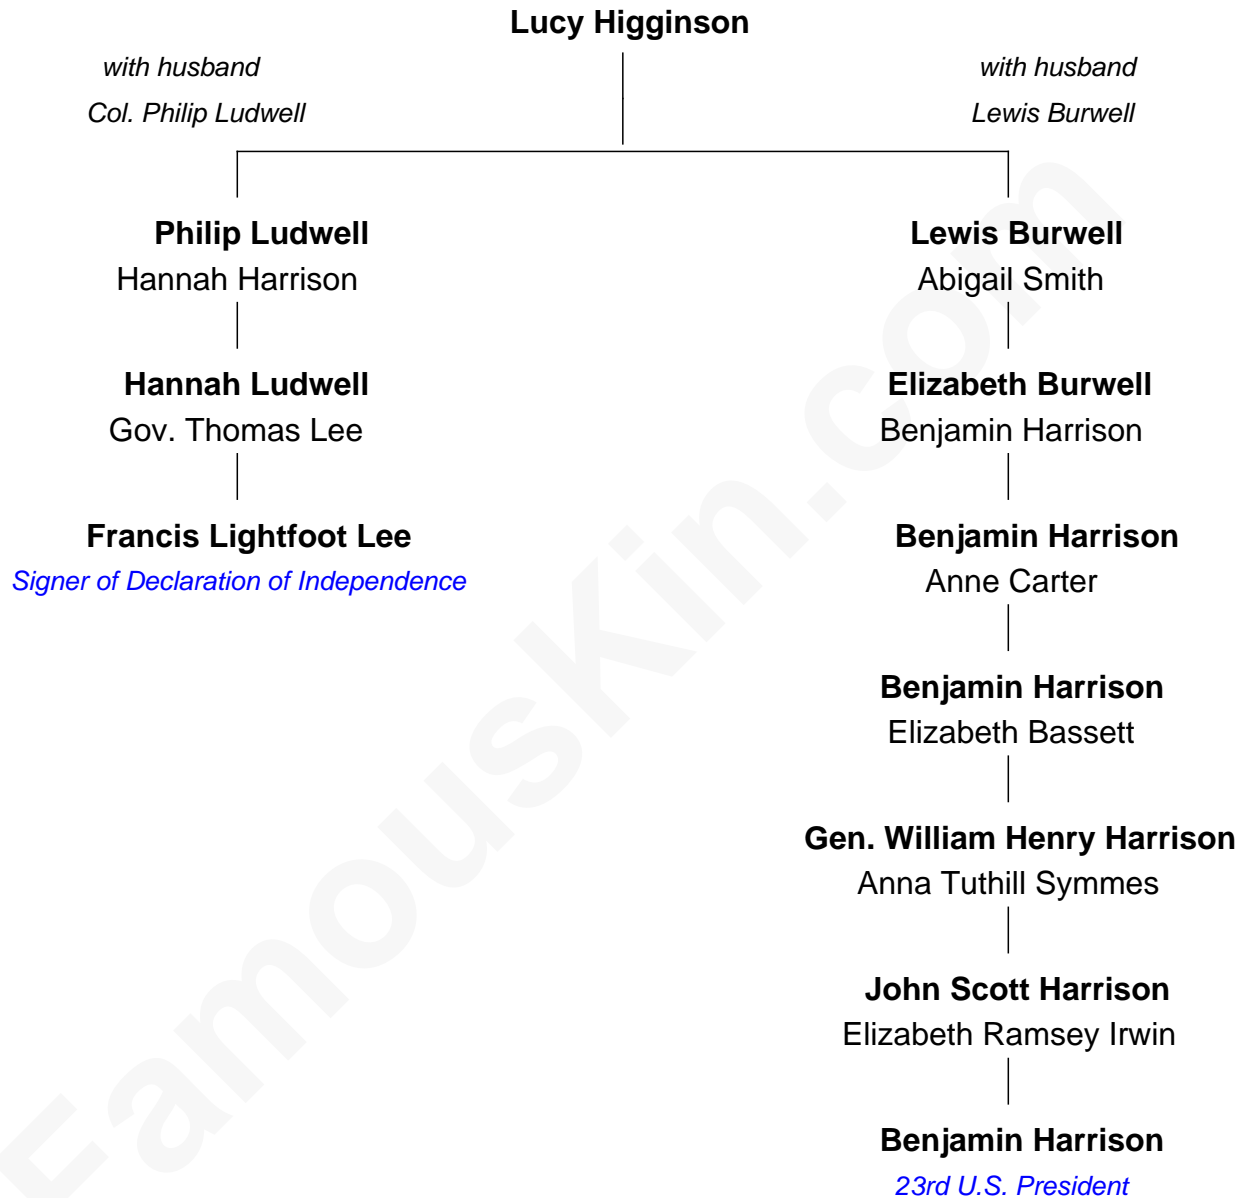 Lucy Higginson
with husband
Col. Philip Ludwell
with husband
Lewis Burwell
Philip Ludwell
Hannah Harrison
Hannah Ludwell
Gov. Thomas Lee
Francis Lightfoot Lee
Signer of Declaration of Independence
Lewis Burwell
Abigail Smith
Elizabeth Burwell
Benjamin Harrison
Benjamin Harrison
Anne Carter
Benjamin Harrison
Elizabeth Bassett
Gen. William Henry Harrison
Anna Tuthill Symmes
John Scott Harrison
Elizabeth Ramsey Irwin
Benjamin Harrison
23rd U.S. President
FamousKin.com